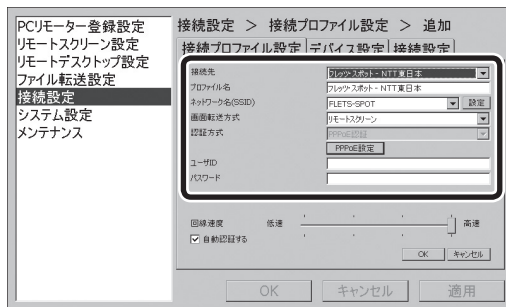 PCリモーター登録設定
リモートスクリーン設定
リモートデスクトップ設定
ファイル転送設定
接続設定
システム設定
メンテナンス
接続設定 > 接続プロファイル設定 > 追加
接続プロファイル設定 デバイス設定 接続設定
接続先 フレッツ・スポット - NTT東日本
プロファイル名 フレッツ・スポット - NTT東日本
ネットワーク名(SSID) FLETS-SPOT 設定
画面転送方式 リモートスクリーン
認証方式 PPPoE認証
PPPoE設定
ユーザID
パスワード
回線速度 低速 高速
自動認証する
OK キャンセル
OK キャンセル 適用